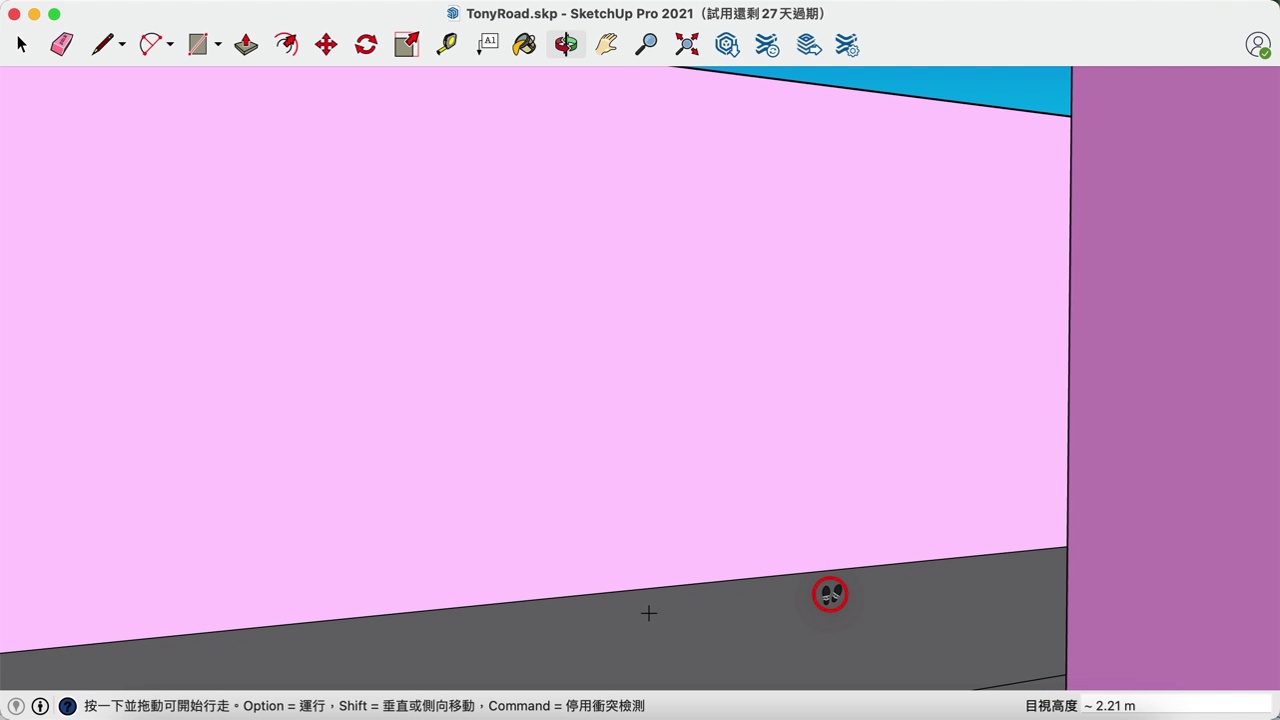 TonyRoad.skp - SketchUp Pro 2021（試用還剩 27 天過期）
A1
按一下並拖動可開始行走。Option = 運行，Shift = 垂直或側向移動，Command = 停用衝突檢測
目視高度 ~ 2.21 m